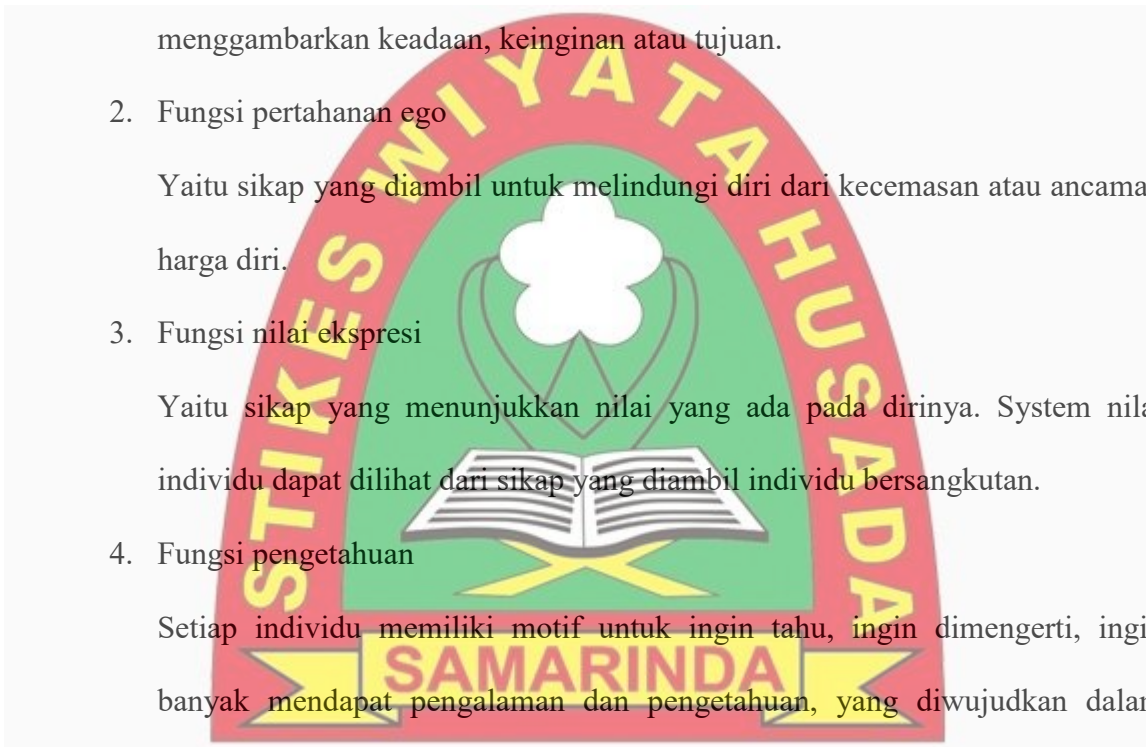 menggambarkan keadaan, keinginan atau tujuan.
2. Fungsi pertahanan ego
Yaitu sikap yang diambil untuk melindungi diri dari kecemasan atau ancama
harga diri.
3. Fungsi nilai ekspresi
Yaitu sikap yang menunjukkan nilai yang ada pada dirinya. System nila
individu dapat dilihat dari sikap yang diambil individu bersangkutan.
4. Fungsi pengetahuan
Setiap individu memiliki motif untuk ingin tahu, ingin dimengerti, ingi
banyak mendapat pengalaman dan pengetahuan, yang diwujudkan dalam
STIKES WIYATA HUSADA
SAMARINDA